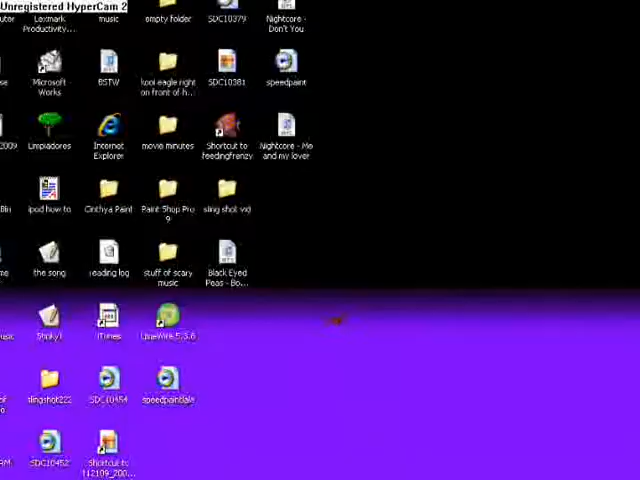 Unregistered HyperCam 2
Lexmark
Productivity...
music
empty folder
SDC10379
Nightcore -
Don't You
Microsoft
Works
BSTW
kool eagle right
on front of h...
SDC10381
speedpaint
2009
Limpiadores
Internet
Explorer
movie minutes
Shortcut to
feedingfrenzy
Nightcore - Me
and my lover
Bin
ipod how to
Cinthya Paint
Paint Shop Pro
9
sling shot vid
the song
reading log
stuff of scary
music
Black Eyed
Peas - Bo...
iTunes
LimeWire 5.3.6
slingshot222
SDC10454
SDC10452
Shortcut to